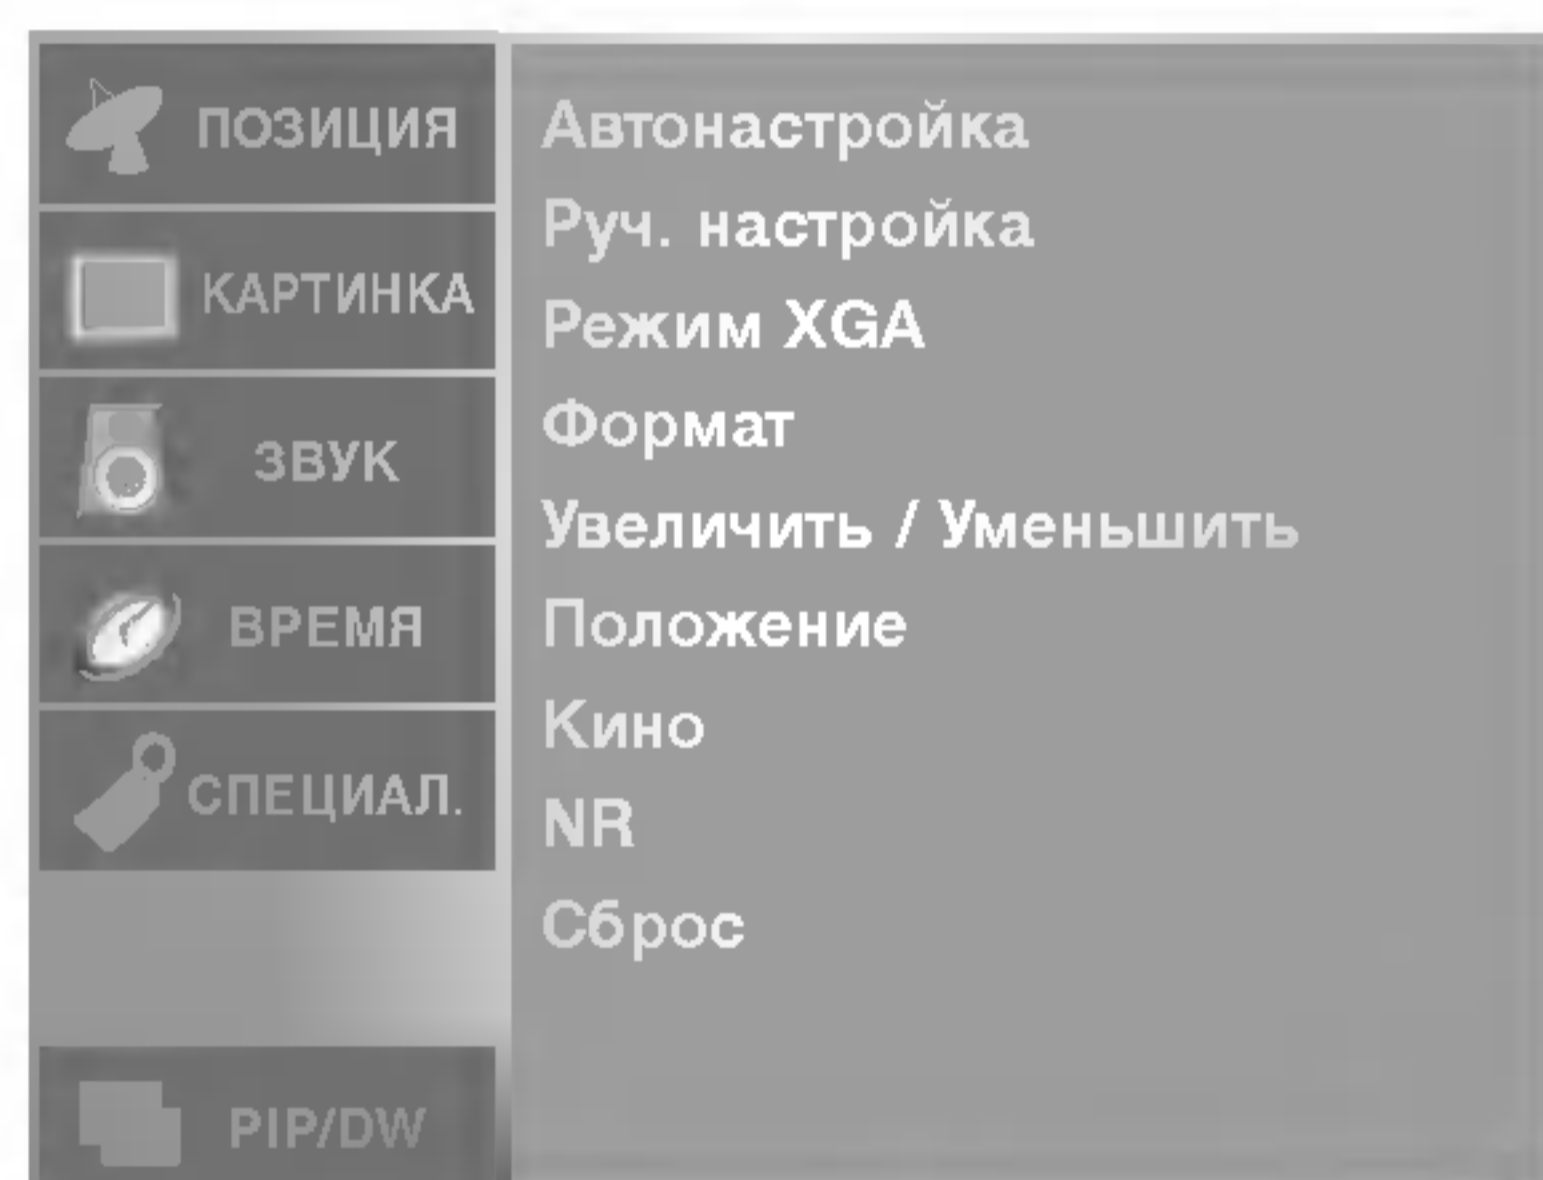 ПОЗИЦИЯ
КАРТИНКА
ЗВУК
ВРЕМЯ
СПЕЦИАЛ.
PIP/DW
Автонастройка
Руч. настройка
Режим XGA
Формат
Увеличить / Уменьшить
Положение
Кино
NR
Сброс